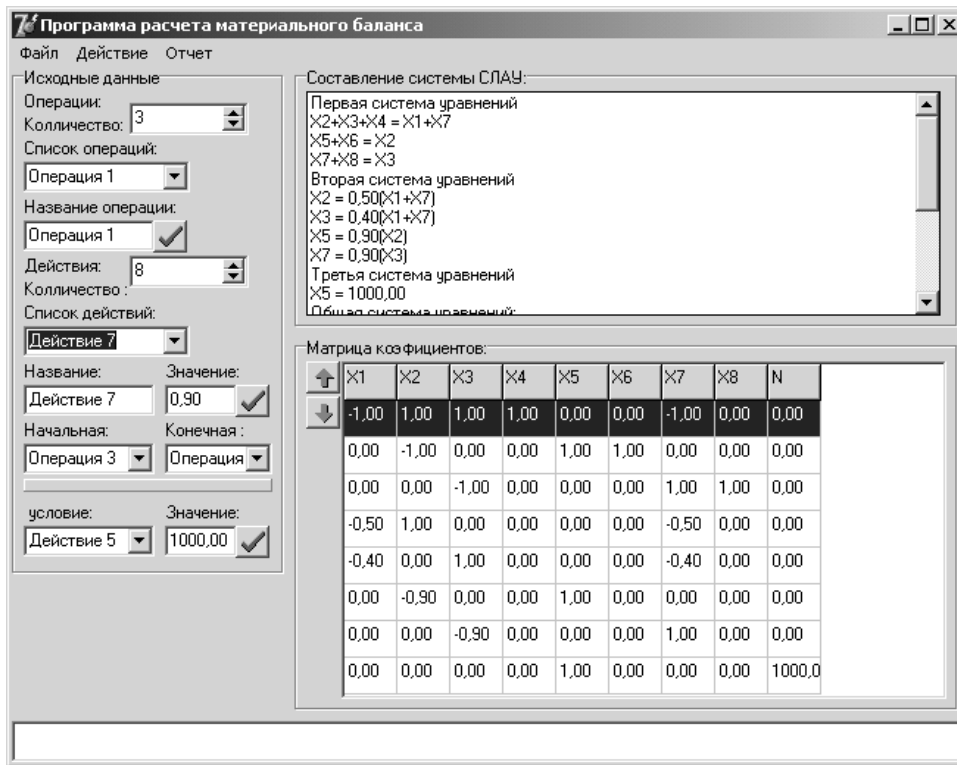 Программа расчета материального баланса
Файл Действие Отчет
Исходные данные
Операции:
Колличество: 3
Список операций:
Операция 1
Название операции:
Операция 1
Действия: 8
Колличество :
Список действий:
Действие 7
Название: Значение:
Действие 7 0,90
Начальная: Конечная :
Операция 3 Операция
условие: Значение:
Действие 5 1000,00
Составление системы СЛАУ:
Первая система уравнений
X2+X3+X4 = X1+X7
X5+X6 = X2
X7+X8 = X3
Вторая система уравнений
X2 = 0,50(X1+X7)
X3 = 0,40(X1+X7)
X5 = 0,90(X2)
X7 = 0,90(X3)
Третья система уравнений
X5 = 1000,00
Общая система уравнений:
Матрица коэфициентов:
X1 X2 X3 X4 X5 X6 X7 X8 N
-1,00 1,00 1,00 1,00 0,00 0,00 -1,00 0,00 0,00
0,00 -1,00 0,00 0,00 1,00 1,00 0,00 0,00 0,00
0,00 0,00 -1,00 0,00 0,00 0,00 1,00 1,00 0,00
-0,50 1,00 0,00 0,00 0,00 0,00 -0,50 0,00 0,00
-0,40 0,00 1,00 0,00 0,00 0,00 -0,40 0,00 0,00
0,00 -0,90 0,00 0,00 1,00 0,00 0,00 0,00 0,00
0,00 0,00 -0,90 0,00 0,00 0,00 1,00 0,00 0,00
0,00 0,00 0,00 0,00 1,00 0,00 0,00 0,00 1000,0